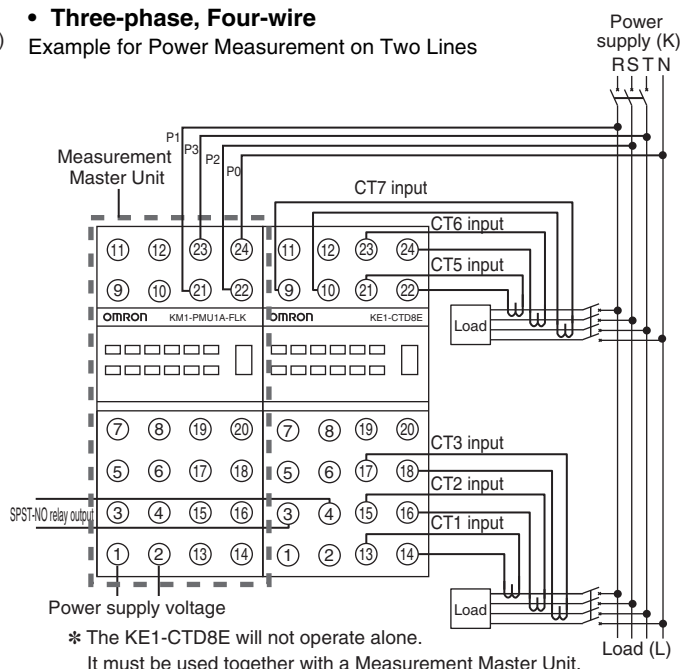 )
• Three-phase, Four-wire
Example for Power Measurement on Two Lines
Power
supply (K)
R S T N
P1
P3
P2
P0
Measurement
Master Unit
CT7 input
CT6 input
CT5 input
⑪ ⑫ ㉓ ㉔ ⑪ ⑫ ㉓ ㉔
⑨ ⑩ ㉑ ㉒ ⑨ ⑩ ㉑ ㉒
OMRON KM1-PMU1A-FLK OMRON KE1-CTD8E
Load
⑦ ⑧ ⑲ ⑳ ⑦ ⑧ ⑲ ⑳
CT3 input
⑤ ⑥ ⑰ ⑱ ⑤ ⑥ ⑰ ⑱
CT2 input
SPST-NO relay output
③ ④ ⑮ ⑯ ③ ④ ⑮ ⑯
CT1 input
① ② ⑬ ⑭ ① ② ⑬ ⑭
Load
Power supply voltage
Load (L)
✻ The KE1-CTD8E will not operate alone.
It must be used together with a Measurement Master Unit.